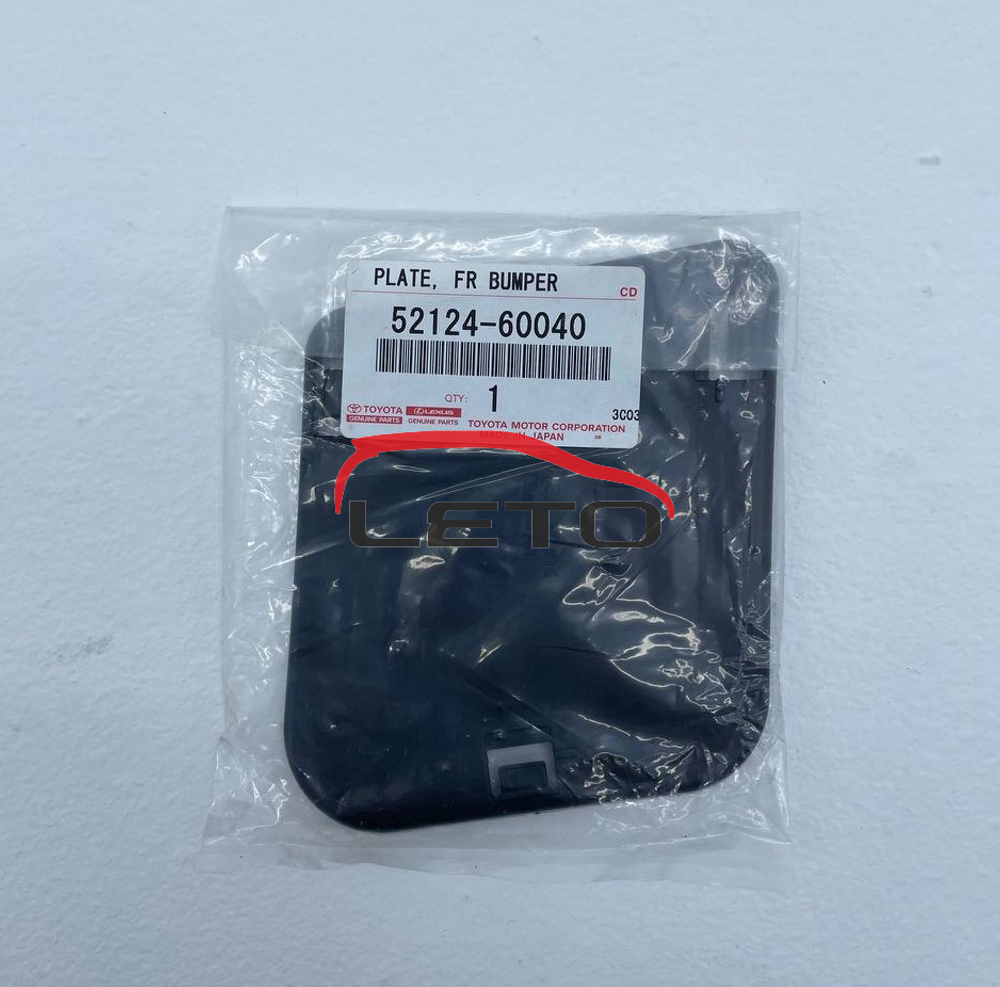 PLATE, FR BUMPER
CD
52124-60040
QTY: 1
3C03
TOYOTA LEXUS
GENUINE PARTS GENUINE PARTS
TOYOTA MOTOR CORPORATION
MADE IN JAPAN
LETO